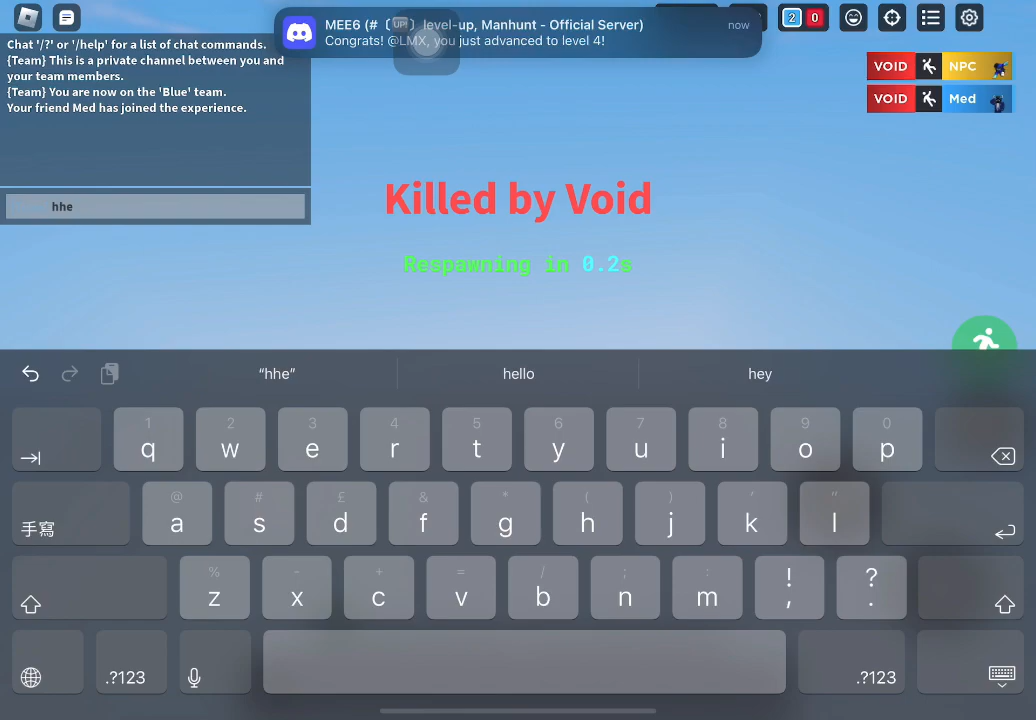 MEE6 (#〔🆙〕level-up, Manhunt - Official Server)
now
Congrats! @LMX, you just advanced to level 4!
2 0
Chat '/?' or '/help' for a list of chat commands.
{Team} This is a private channel between you and
your team members.
{Team} You are now on the 'Blue' team.
Your friend Med has joined the experience.
hhe
VOID NPC
VOID Med
Killed by Void
Respawning in 0.2s
“hhe” hello hey
1 2 3 4 5 6 7 8 9 0
q w e r t y u i o p
@ # £ & * ( ) ' "
手寫 a s d f g h j k l
% - + = / ; : ! ?
z x c v b n m , .
.?123 .?123